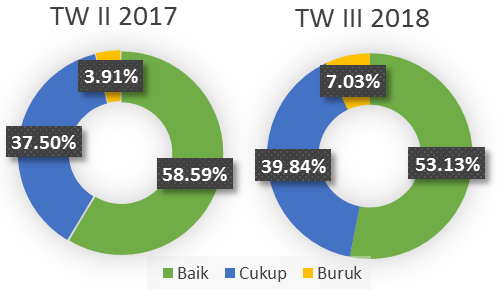 TW II 2017
TW III 2018
3.91%
7.03%
37.50%
39.84%
53.13%
58.59%
Baik
Cukup
Buruk